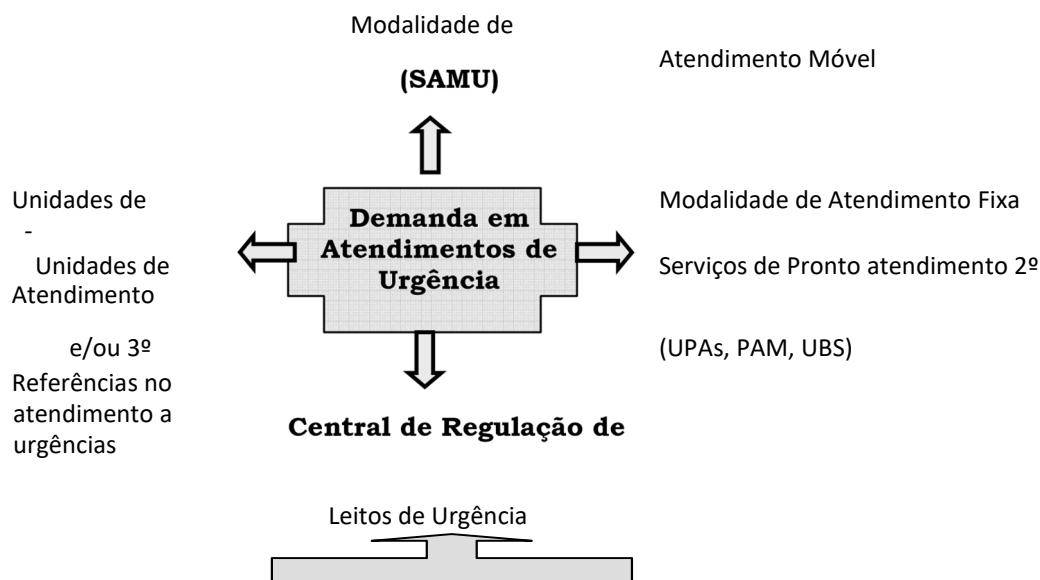 Modalidade de
Atendimento Móvel
(SAMU)
Unidades de
-
Unidades de
Atendimento
e/ou 3º
Referências no
atendimento a
urgências
Demanda em
Atendimentos de
Urgência
Modalidade de Atendimento Fixa
Serviços de Pronto atendimento 2º
(UPAs, PAM, UBS)
Central de Regulação de
Leitos de Urgência